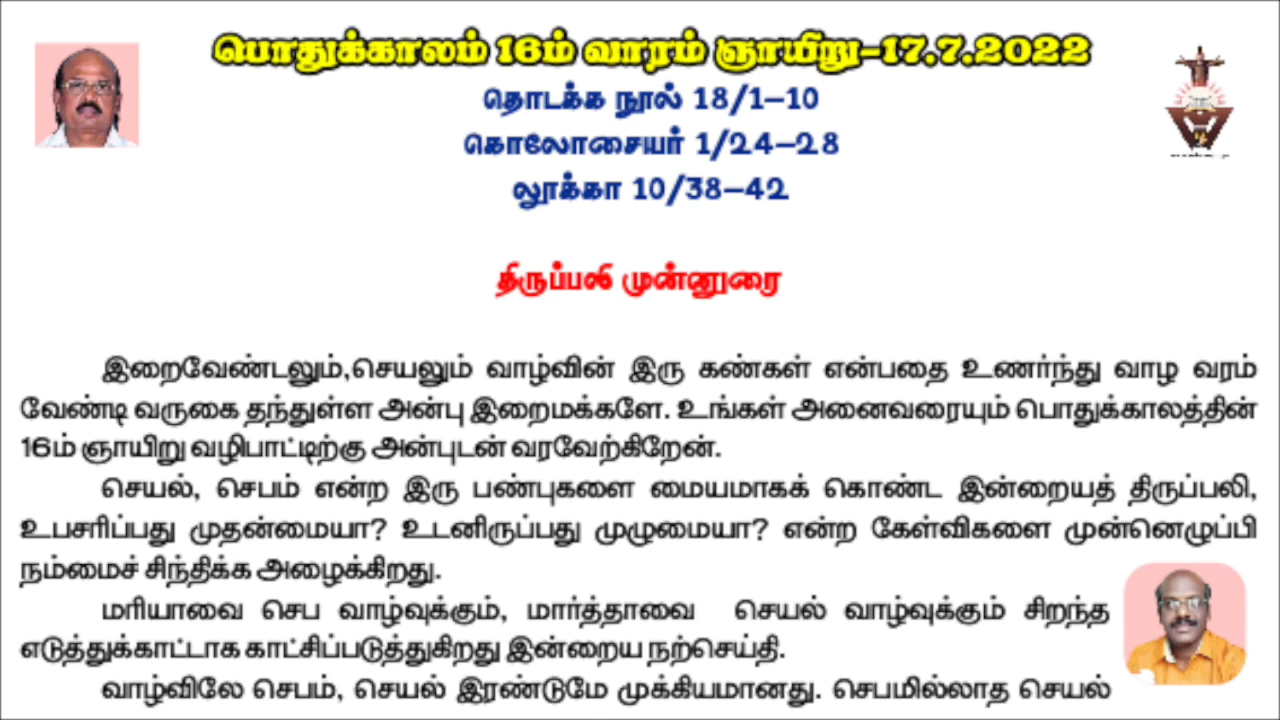 பொதுக்காலம் 16ம் வாரம் ஞாயிறு-17.7.2022
தொடக்க நூல் 18/1-10
கொலோசையர் 1/24-28
லூக்கா 10/38-42
திருப்பலி முன்னுரை
இறைவேண்டலும்,செயலும் வாழ்வின் இரு கண்கள் என்பதை உணர்ந்து வாழ வரம்
வேண்டி வருகை தந்துள்ள அன்பு இறைமக்களே. உங்கள் அனைவரையும் பொதுக்காலத்தின்
16ம் ஞாயிறு வழிபாட்டிற்கு அன்புடன் வரவேற்கிறேன்.
செயல், செபம் என்ற இரு பண்புகளை மையமாகக் கொண்ட இன்றையத் திருப்பலி,
உபசரிப்பது முதன்மையா? உடனிருப்பது முழுமையா? என்ற கேள்விகளை முன்னெழுப்பி
நம்மைச் சிந்திக்க அழைக்கிறது.
மரியாவை செப வாழ்வுக்கும், மார்த்தாவை செயல் வாழ்வுக்கும் சிறந்த
எடுத்துக்காட்டாக காட்சிப்படுத்துகிறது இன்றைய நற்செய்தி.
வாழ்விலே செபம், செயல் இரண்டுமே முக்கியமானது. செபமில்லாத செயல்